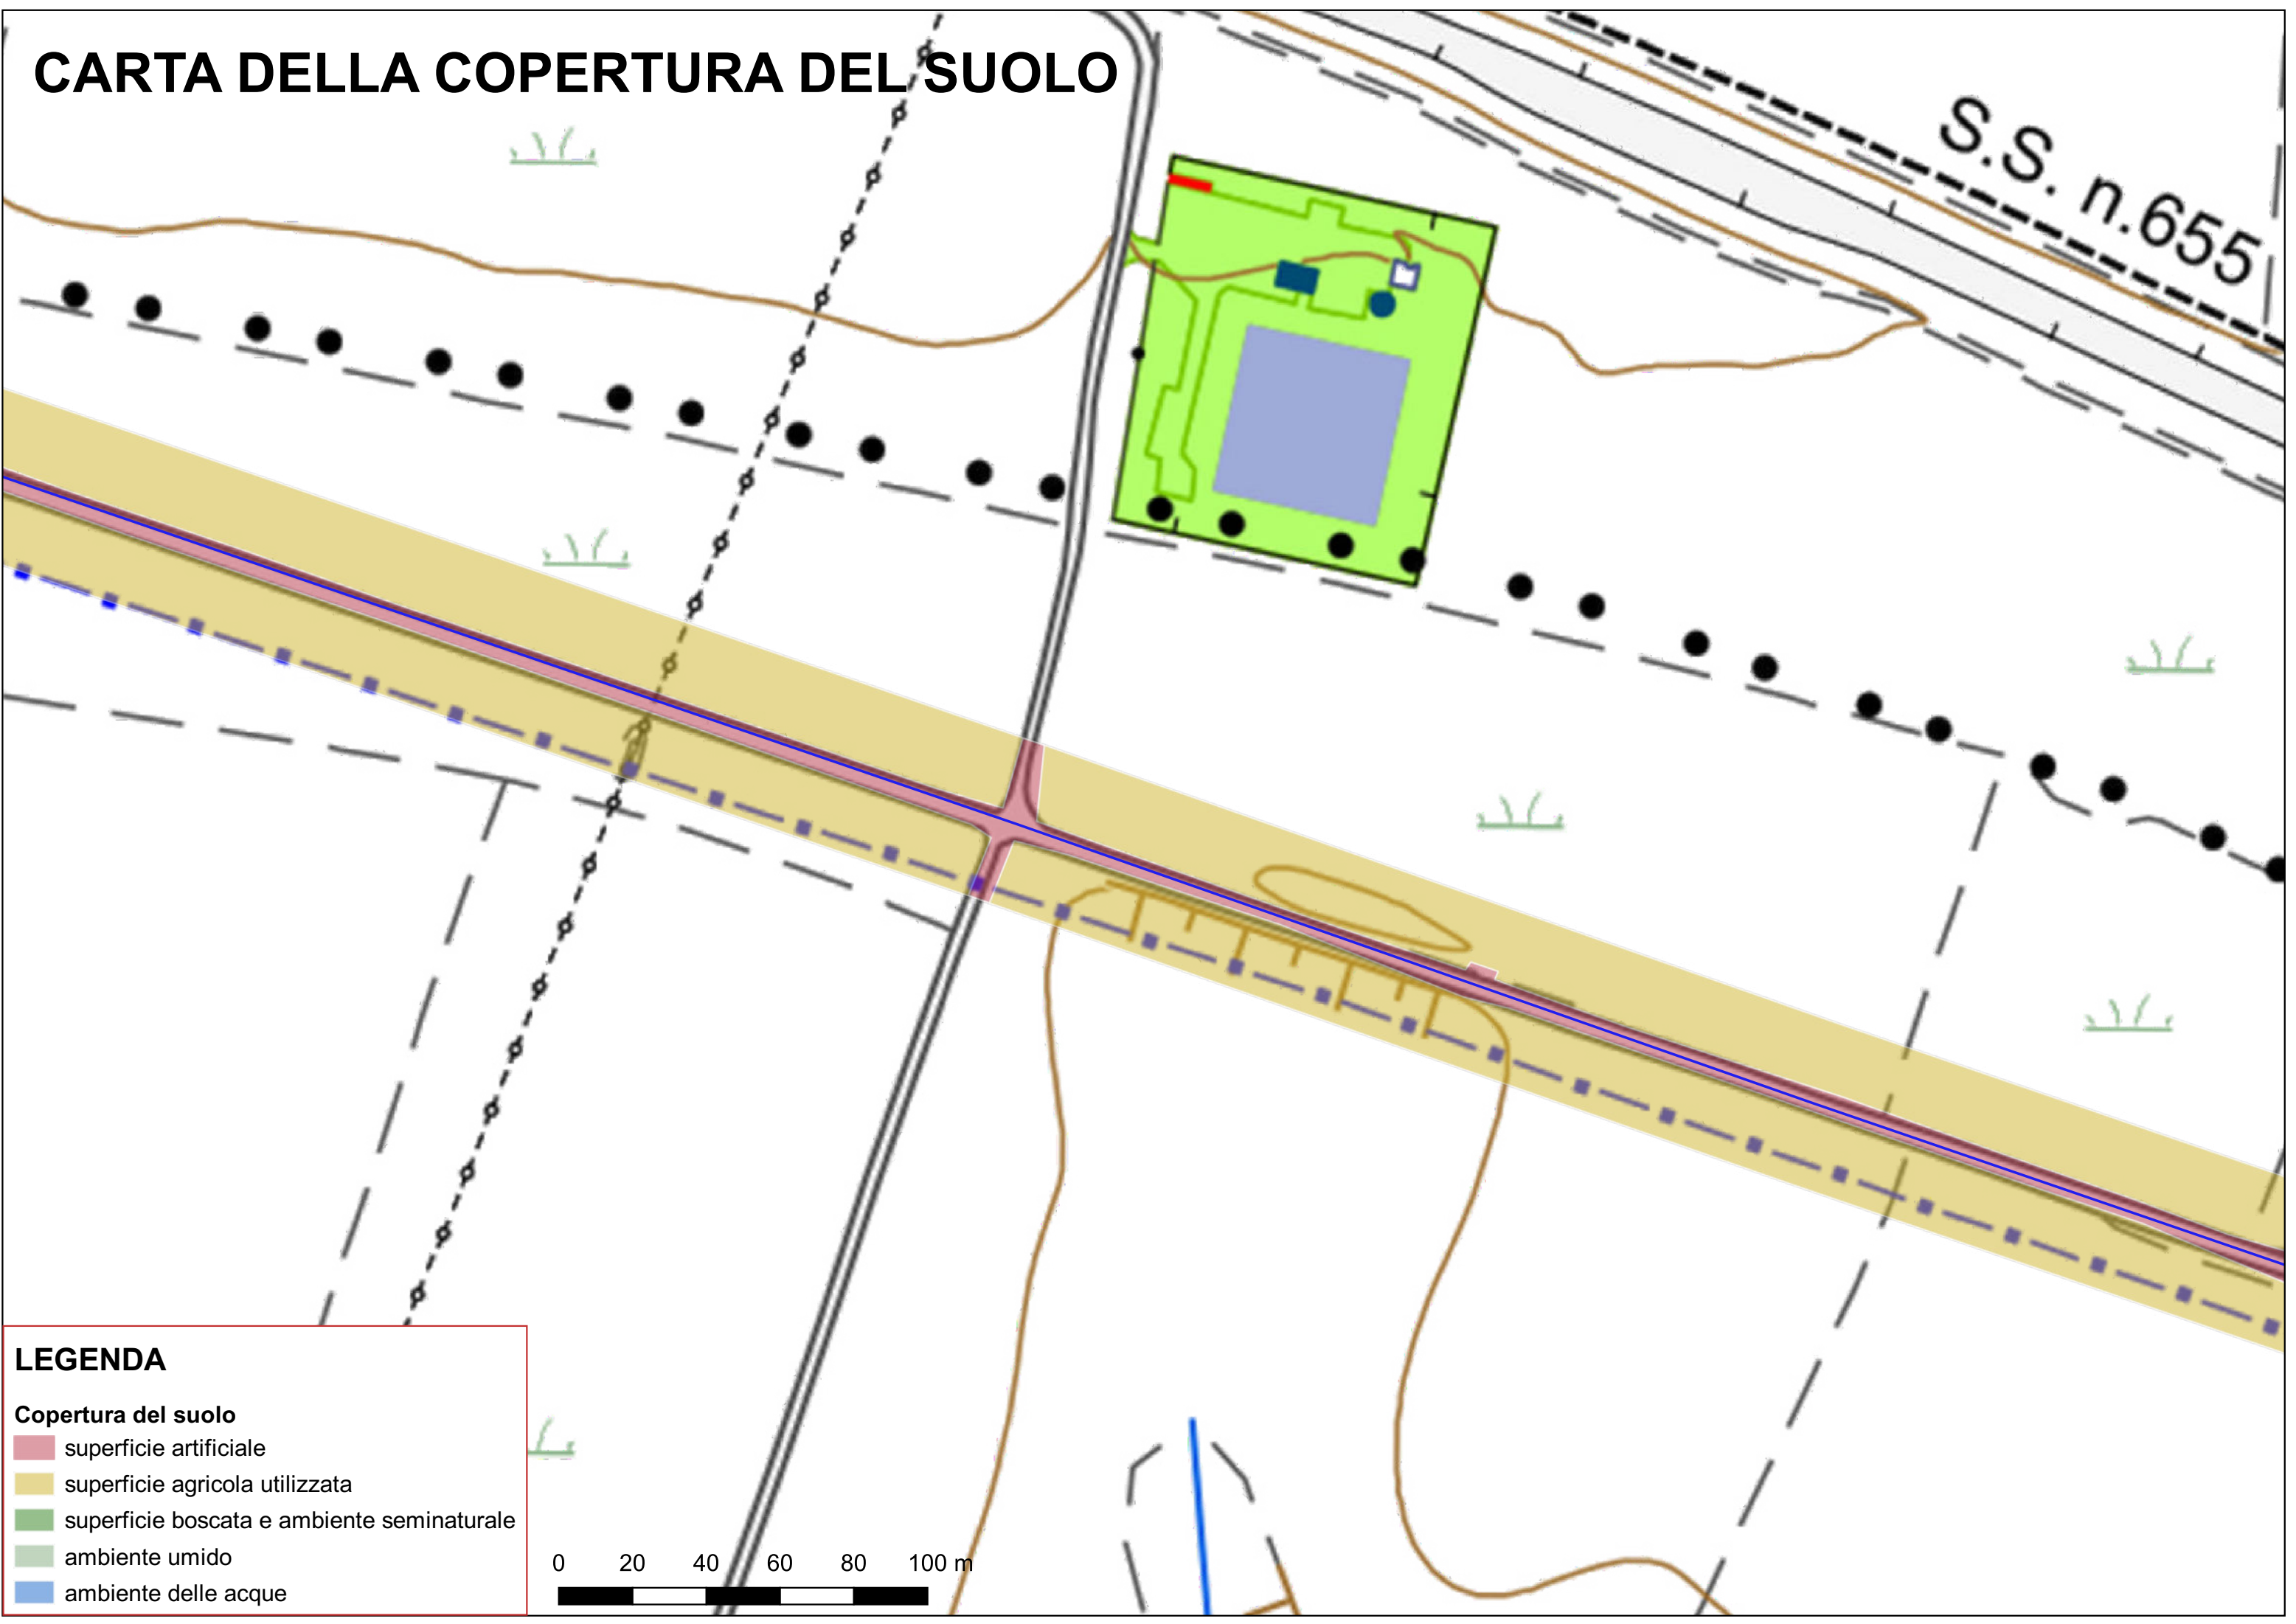 CARTA DELLA COPERTURA DEL SUOLO
S.S. n.655
LEGENDA
Copertura del suolo
superficie artificiale
superficie agricola utilizzata
superficie boscata e ambiente seminaturale
ambiente umido
ambiente delle acque
0 20 40 60 80 100 m